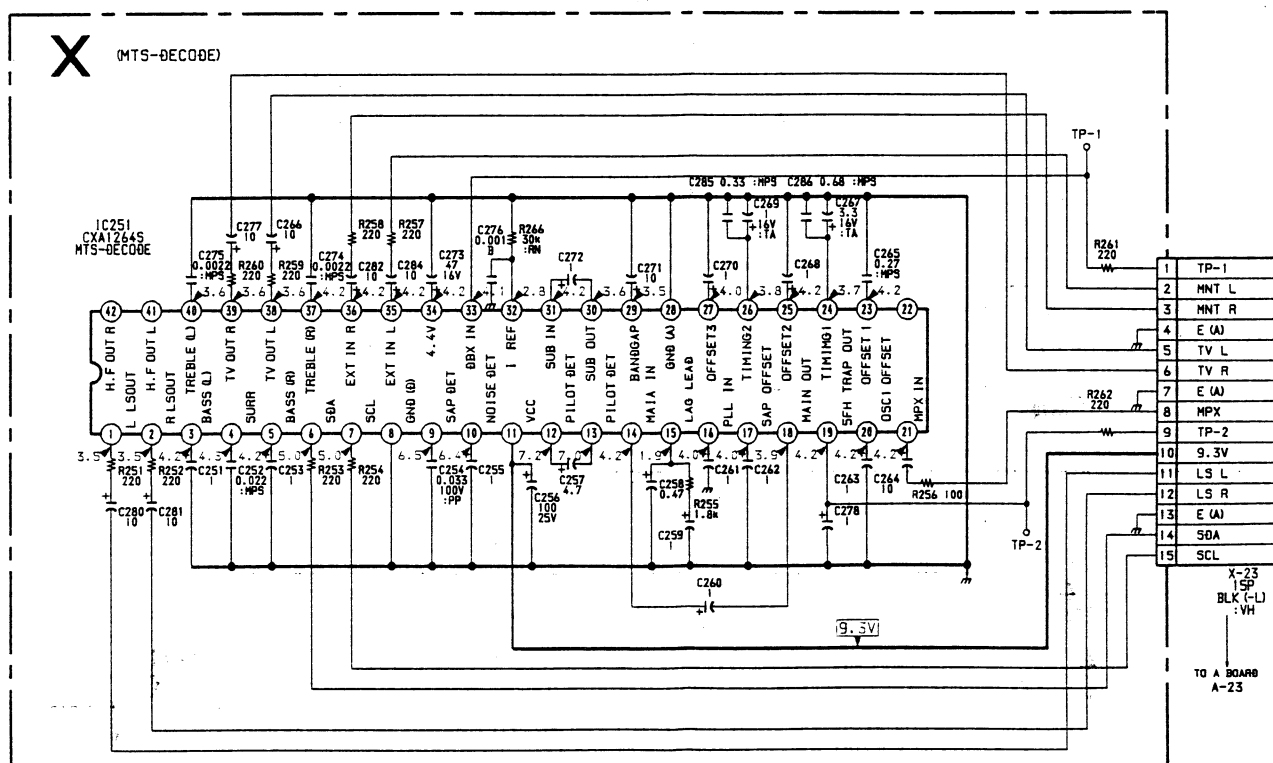 X (MTS-DECODE)
TP-1
IC251
CXA1264S
MTS-DECODE
C285 0.33 :MPS C286 0.68 :MPS
C275
0.0022
:MPS
C277
10
R260
220
C266
10
R259
220
C274
0.0022
:MPS
R258
220
C282
10
R257
220
C284
10
C273
47
16V
C276
0.001
B
R266
30k
:RN
C272
1
C271
10
C270
1
C269
1
16V
:TA
C268
1
C267
3.3
16V
:TA
C265
0.27
:MPS
R261
220
3.6 3.6 3.6 4.2 4.2 4.2 4.2 2.8 4.2 3.6 3.5 4.0 3.8 4.2 3.7 4.2
42 41 40 39 38 37 36 35 34 33 32 31 30 29 28 27 26 25 24 23 22
H.F OUT R
H.F OUT L
TREBLE (L)
TV OUT R
TV OUT L
TREBLE (R)
EXT IN R
EXT IN L
4.4V
DBX IN
I REF
SUB IN
SUB OUT
BANDGAP
GND (A)
OFFSET3
TIMING2
OFFSET2
TIMIMG1
OFFSET 1
L LSOUT
R LSOUT
BASS (L)
SURR
BASS (R)
SDA
SCL
GND (D)
SAP DET
NOISE DET
VCC
PILOT DET
PILOT DET
MAIA IN
LAG LEAD
PLL IN
SAP OFFSET
MAIN OUT
SFH TRAP OUT
OSC1 OFFSET
MPX IN
1 2 3 4 5 6 7 8 9 10 11 12 13 14 15 16 17 18 19 20 21
3.5 3.5 4.2 4.3 4.2 5.0 5.0 6.5 6.4 7.2 7.0 4.2 1.9 4.0 4.0 3.9 4.2 4.2
R251
220
R252
220
C251
1
C252
0.022
:MPS
C253
1
R253
220
R254
220
C254
0.033
100V
:PP
C255
1
C256
100
25V
C257
4.7
C258
0.47
R255
1.8k
C259
1
C261
1
C262
1
C263
1
C264
10
C278
1
R256 100
C280
10
C281
10
C260
1
9.3V
R262
220
TP-2
1 TP-1
2 MNT L
3 MNT R
4 E (A)
5 TV L
6 TV R
7 E (A)
8 MPX
9 TP-2
10 9.3V
11 LS L
12 LS R
13 E (A)
14 SDA
15 SCL
X-23
15P
BLK (-L)
:VH
TO A BOARD
A-23